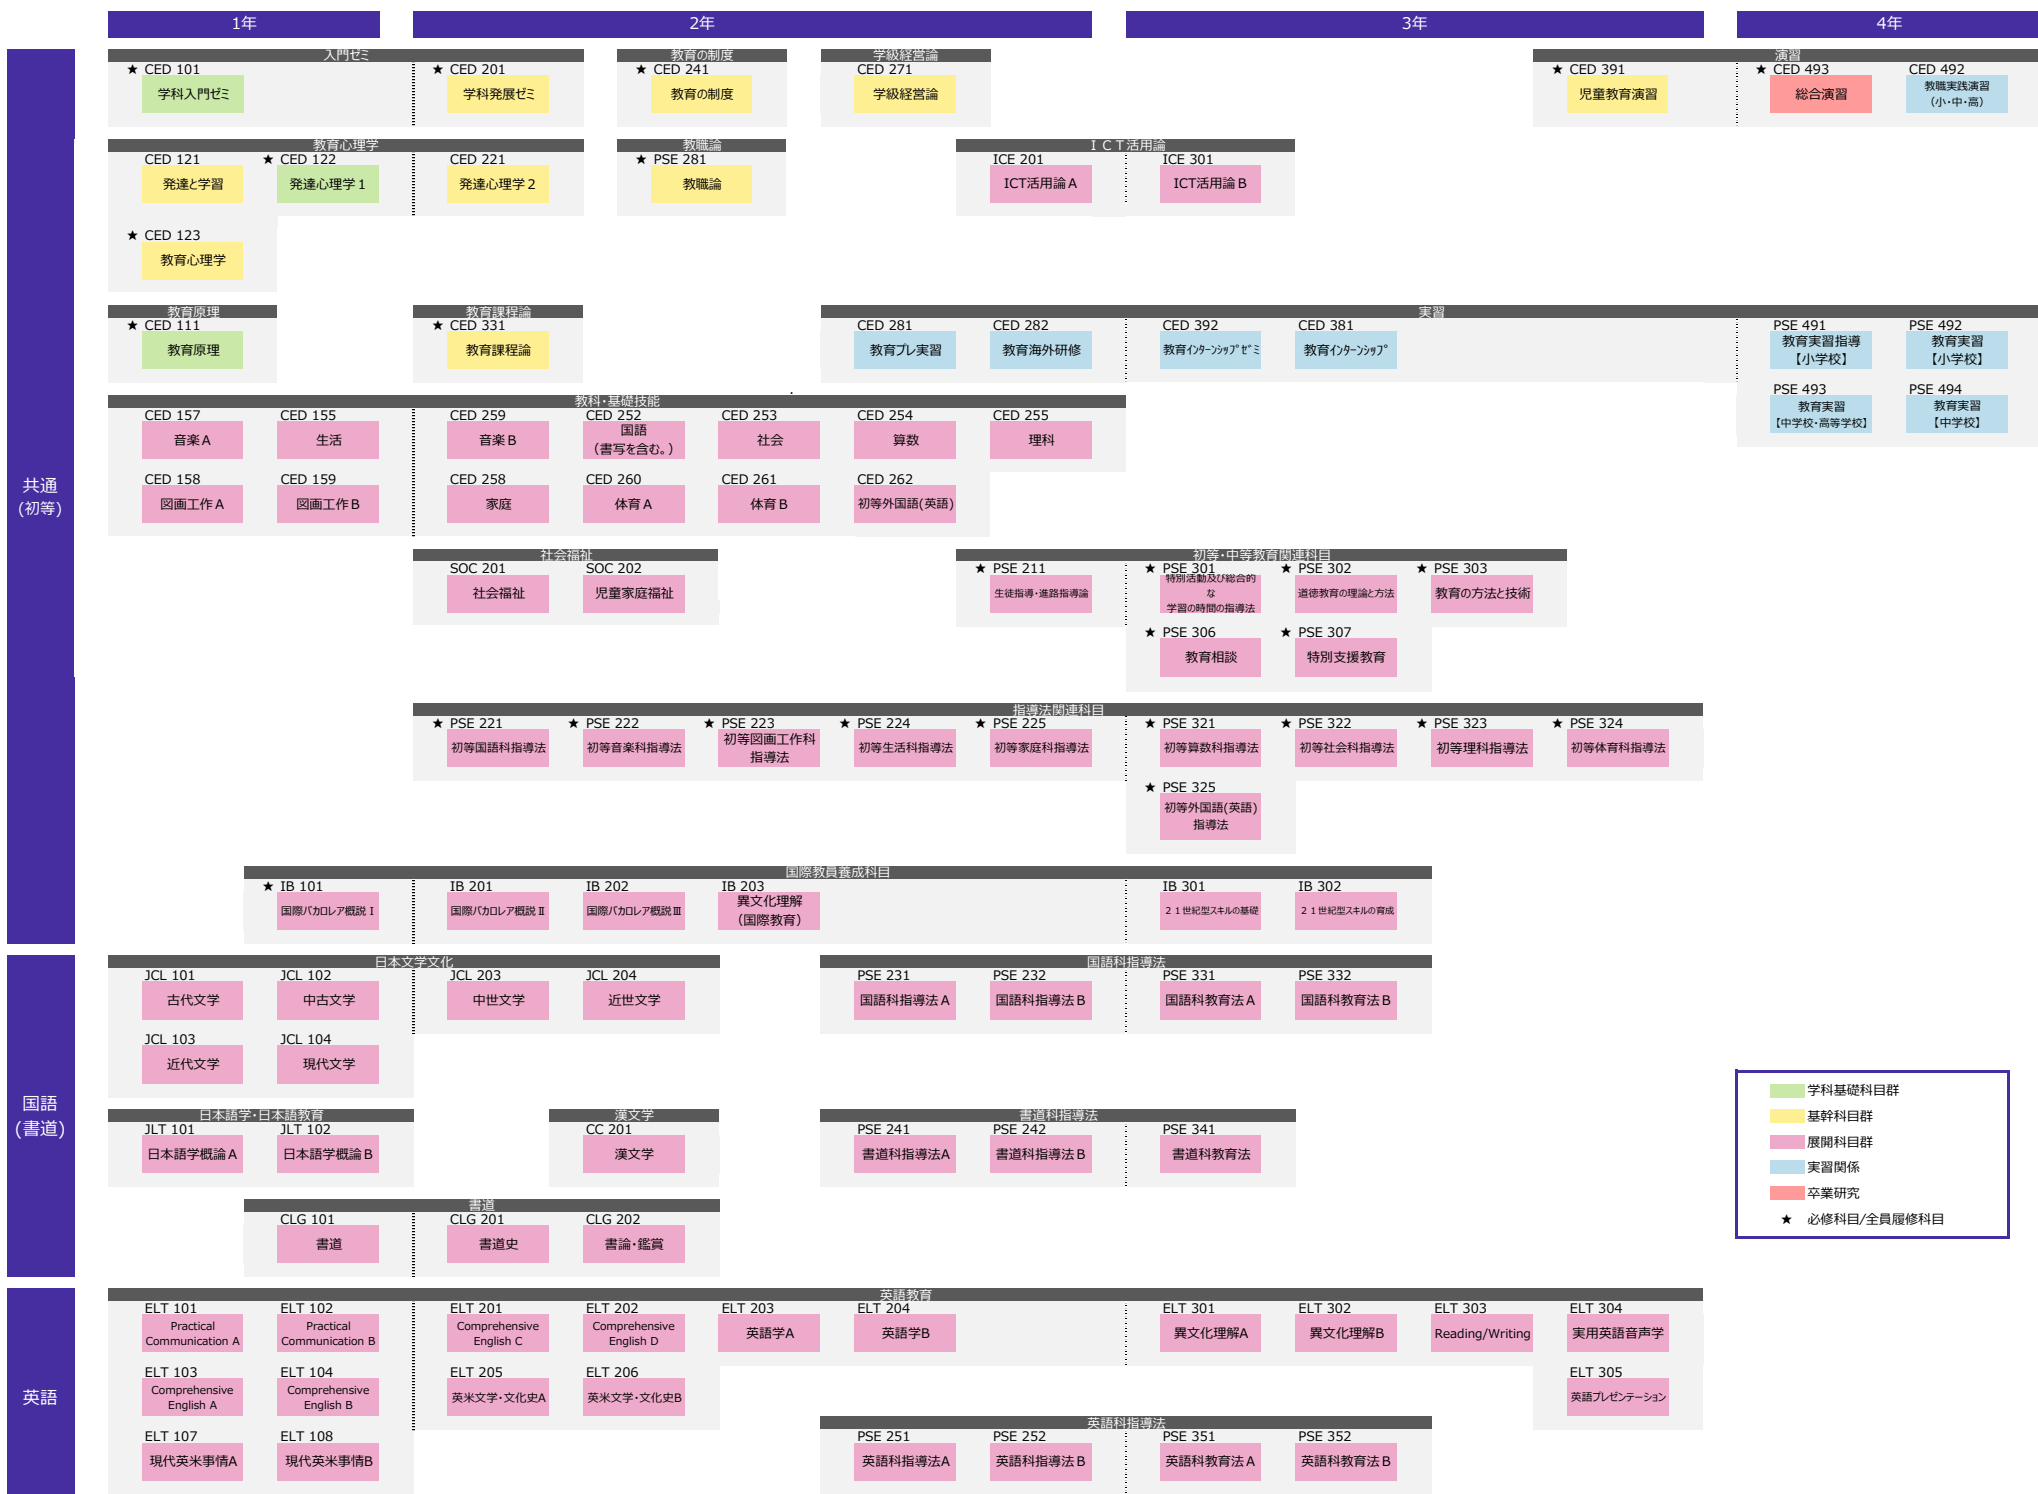 1年 2年 3年 4年
入門ゼミ 教育の制度 学級経営論 演習
★ CED 101 ★ CED 201 ★ CED 241 CED 271 ★ CED 391 ★ CED 493 CED 492
学科入門ゼミ 学科発展ゼミ 教育の制度 学級経営論 児童教育演習 総合演習 教職実践演習
（小・中・高）
教育心理学 教職論 ＩＣＴ活用論
CED 121 ★ CED 122 CED 221 ★ PSE 281 ICE 201 ICE 301
発達と学習 発達心理学１ 発達心理学２ 教職論 ICT活用論Ａ ICT活用論Ｂ
★ CED 123
教育心理学
教育原理 教育課程論 実習
★ CED 111 ★ CED 331 CED 281 CED 282 CED 392 CED 381 PSE 491 PSE 492
教育原理 教育課程論 教育プレ実習 教育海外研修 教育インターンシップゼミ 教育インターンシップ 教育実習指導 教育実習
【小学校】 【小学校】
PSE 493 PSE 494
教育実習 教育実習
【中学校・高等学校】 【中学校】
教科・基礎技能
CED 157 CED 155 CED 259 CED 252 CED 253 CED 254 CED 255
音楽Ａ 生活 音楽Ｂ 国語 社会 算数 理科
（書写を含む。）
共通
(初等)
CED 158 CED 159 CED 258 CED 260 CED 261 CED 262
図画工作Ａ 図画工作Ｂ 家庭 体育Ａ 体育Ｂ 初等外国語(英語)
社会福祉 初等・中等教育関連科目
SOC 201 SOC 202 ★ PSE 211 ★ PSE 301 ★ PSE 302 ★ PSE 303
社会福祉 児童家庭福祉 生徒指導・進路指導論 特別活動及び総合的 道徳教育の理論と方法 教育の方法と技術
な
学習の時間の指導法
★ PSE 306 ★ PSE 307
教育相談 特別支援教育
指導法関連科目
★ PSE 221 ★ PSE 222 ★ PSE 223 ★ PSE 224 ★ PSE 225 ★ PSE 321 ★ PSE 322 ★ PSE 323 ★ PSE 324
初等国語科指導法 初等音楽科指導法 初等図画工作科 初等生活科指導法 初等家庭科指導法 初等算数科指導法 初等社会科指導法 初等理科指導法 初等体育科指導法
指導法
★ PSE 325
初等外国語(英語)
指導法
国際教員養成科目
★ IB 101 IB 201 IB 202 IB 203 IB 301 IB 302
国際バカロレア概説Ⅰ 国際バカロレア概説Ⅱ 国際バカロレア概説Ⅲ 異文化理解 ２１世紀型スキルの基礎 ２１世紀型スキルの育成
（国際教育）
日本文学文化 国語科指導法
JCL 101 JCL 102 JCL 203 JCL 204 PSE 231 PSE 232 PSE 331 PSE 332
古代文学 中古文学 中世文学 近世文学 国語科指導法Ａ 国語科指導法Ｂ 国語科教育法Ａ 国語科教育法Ｂ
JCL 103 JCL 104
近代文学 現代文学
国語
(書道)
日本語学・日本語教育 漢文学 書道科指導法
JLT 101 JLT 102 CC 201 PSE 241 PSE 242 PSE 341
日本語学概論Ａ 日本語学概論Ｂ 漢文学 書道科指導法A 書道科指導法Ｂ 書道科教育法
書道
CLG 101 CLG 201 CLG 202
書道 書道史 書論・鑑賞
学科基礎科目群
基幹科目群
展開科目群
実習関係
卒業研究
★ 必修科目/全員履修科目
英語教育
ELT 101 ELT 102 ELT 201 ELT 202 ELT 203 ELT 204 ELT 301 ELT 302 ELT 303 ELT 304
Practical Practical Comprehensive Comprehensive 英語学A 英語学B 異文化理解A 異文化理解B Reading/Writing 実用英語音声学
Communication A Communication B English C English D
英語
ELT 103 ELT 104 ELT 205 ELT 206 ELT 305
Comprehensive Comprehensive 英米文学・文化史A 英米文学・文化史B 英語プレゼンテーション
English A English B
英語科指導法
ELT 107 ELT 108 PSE 251 PSE 252 PSE 351 PSE 352
現代英米事情A 現代英米事情B 英語科指導法A 英語科指導法Ｂ 英語科教育法Ａ 英語科教育法Ｂ